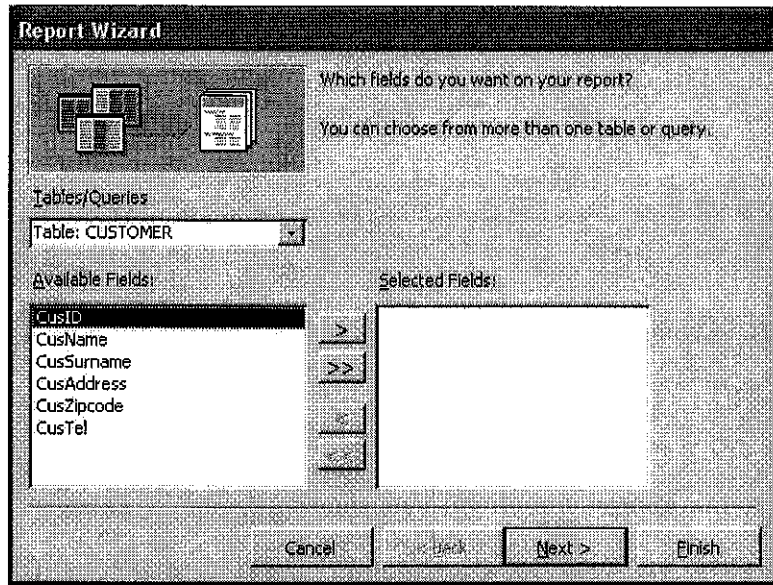 Report Wizard
Which fields do you want on your report?
You can choose from more than one table or query.
Tables/Queries
Table: CUSTOMER
Available Fields:
Selected Fields:
CusID
CusName
CusSurname
CusAddress
CusZipcode
CusTel
>
>>
<
<<
Cancel
< Back
Next >
Finish